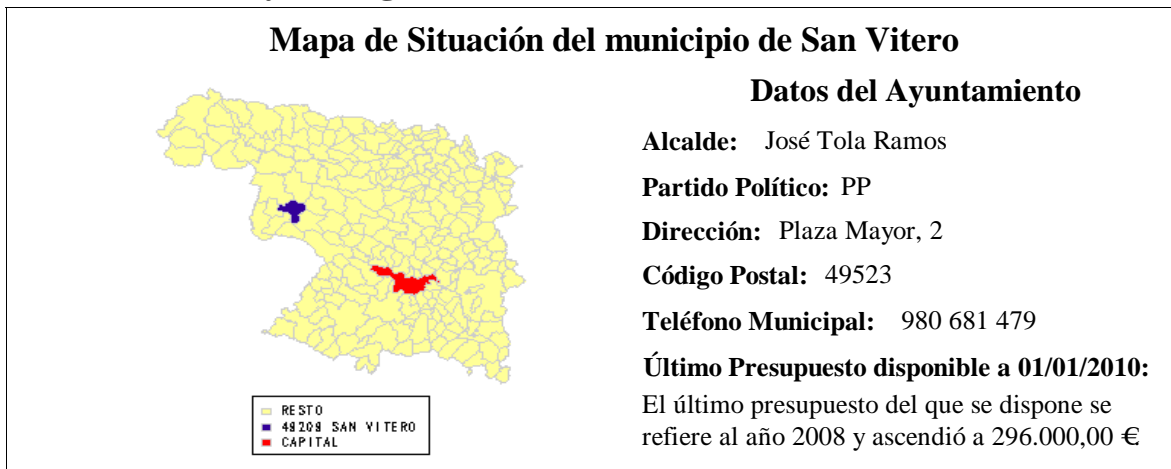 Mapa de Situación del municipio de San Vitero
Datos del Ayuntamiento
Alcalde: José Tola Ramos
Partido Político: PP
Dirección: Plaza Mayor, 2
Código Postal: 49523
Teléfono Municipal: 980 681 479
Último Presupuesto disponible a 01/01/2010:
El último presupuesto del que se dispone se
refiere al año 2008 y ascendió a 296.000,00 €
RESTO
49209 SAN VITERO
CAPITAL